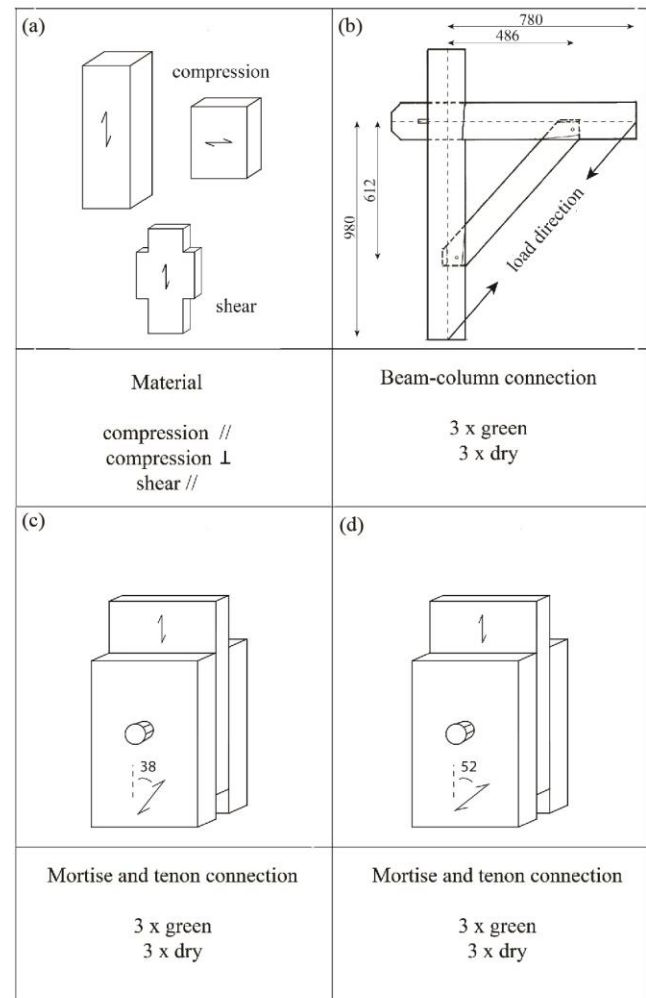 (a)
compression
shear
(b)
780
486
612
980
load direction
Material
compression //
compression ⊥
shear //
Beam-column connection
3 x green
3 x dry
(c)
38
(d)
52
Mortise and tenon connection
3 x green
3 x dry
Mortise and tenon connection
3 x green
3 x dry